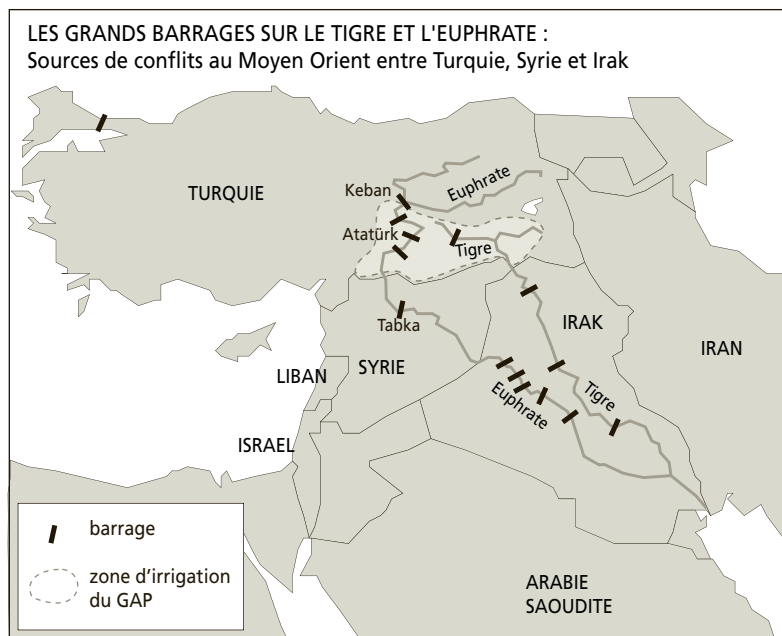 LES GRANDS BARRAGES SUR LE TIGRE ET L'EUPHRATE :
Sources de conflits au Moyen Orient entre Turquie, Syrie et Irak
TURQUIE
Keban
Euphrate
Atatürk
Tigre
Tabka
IRAK
IRAN
SYRIE
LIBAN
Euphrate
Tigre
ISRAEL
barrage
zone d'irrigation
du GAP
ARABIE
SAOUDITE